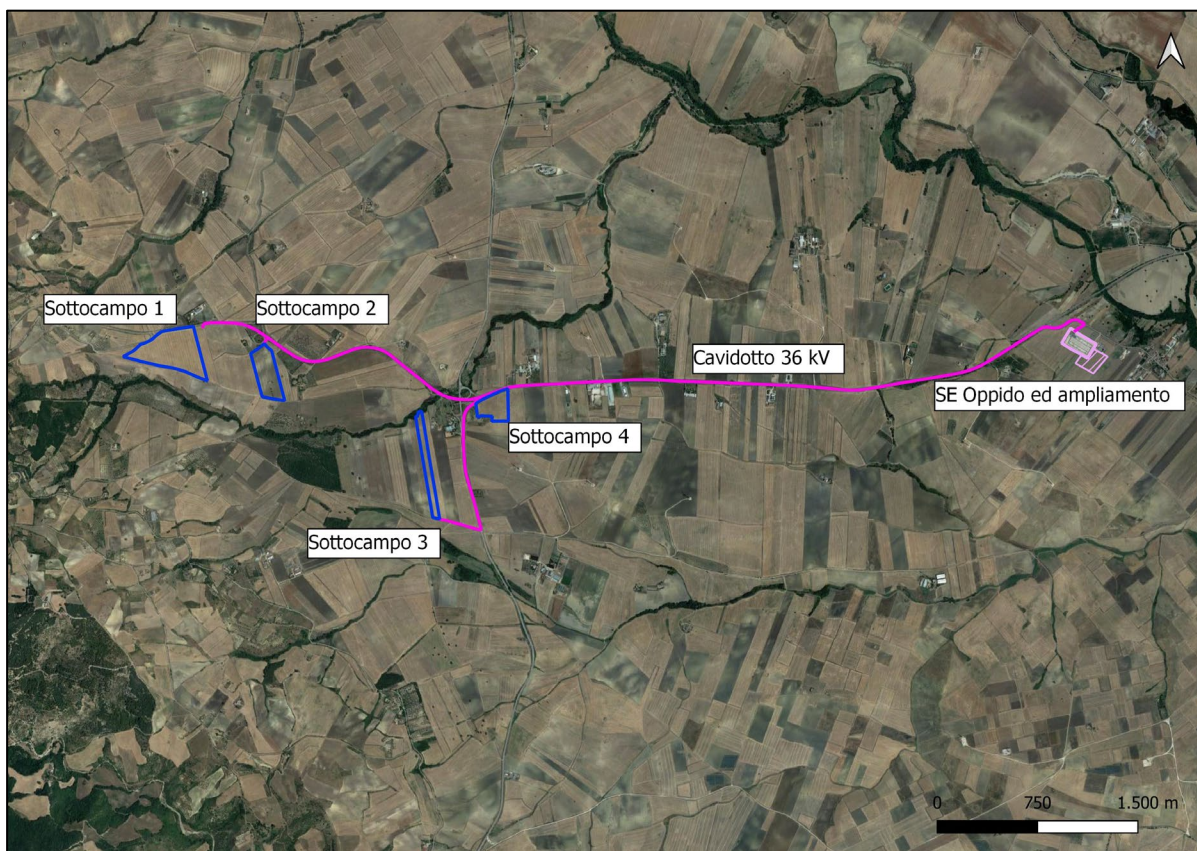 Sottocampo 1
Sottocampo 2
Cavidotto 36 kV
SE Oppido ed ampliamento
Sottocampo 4
Sottocampo 3
0 750 1.500 m